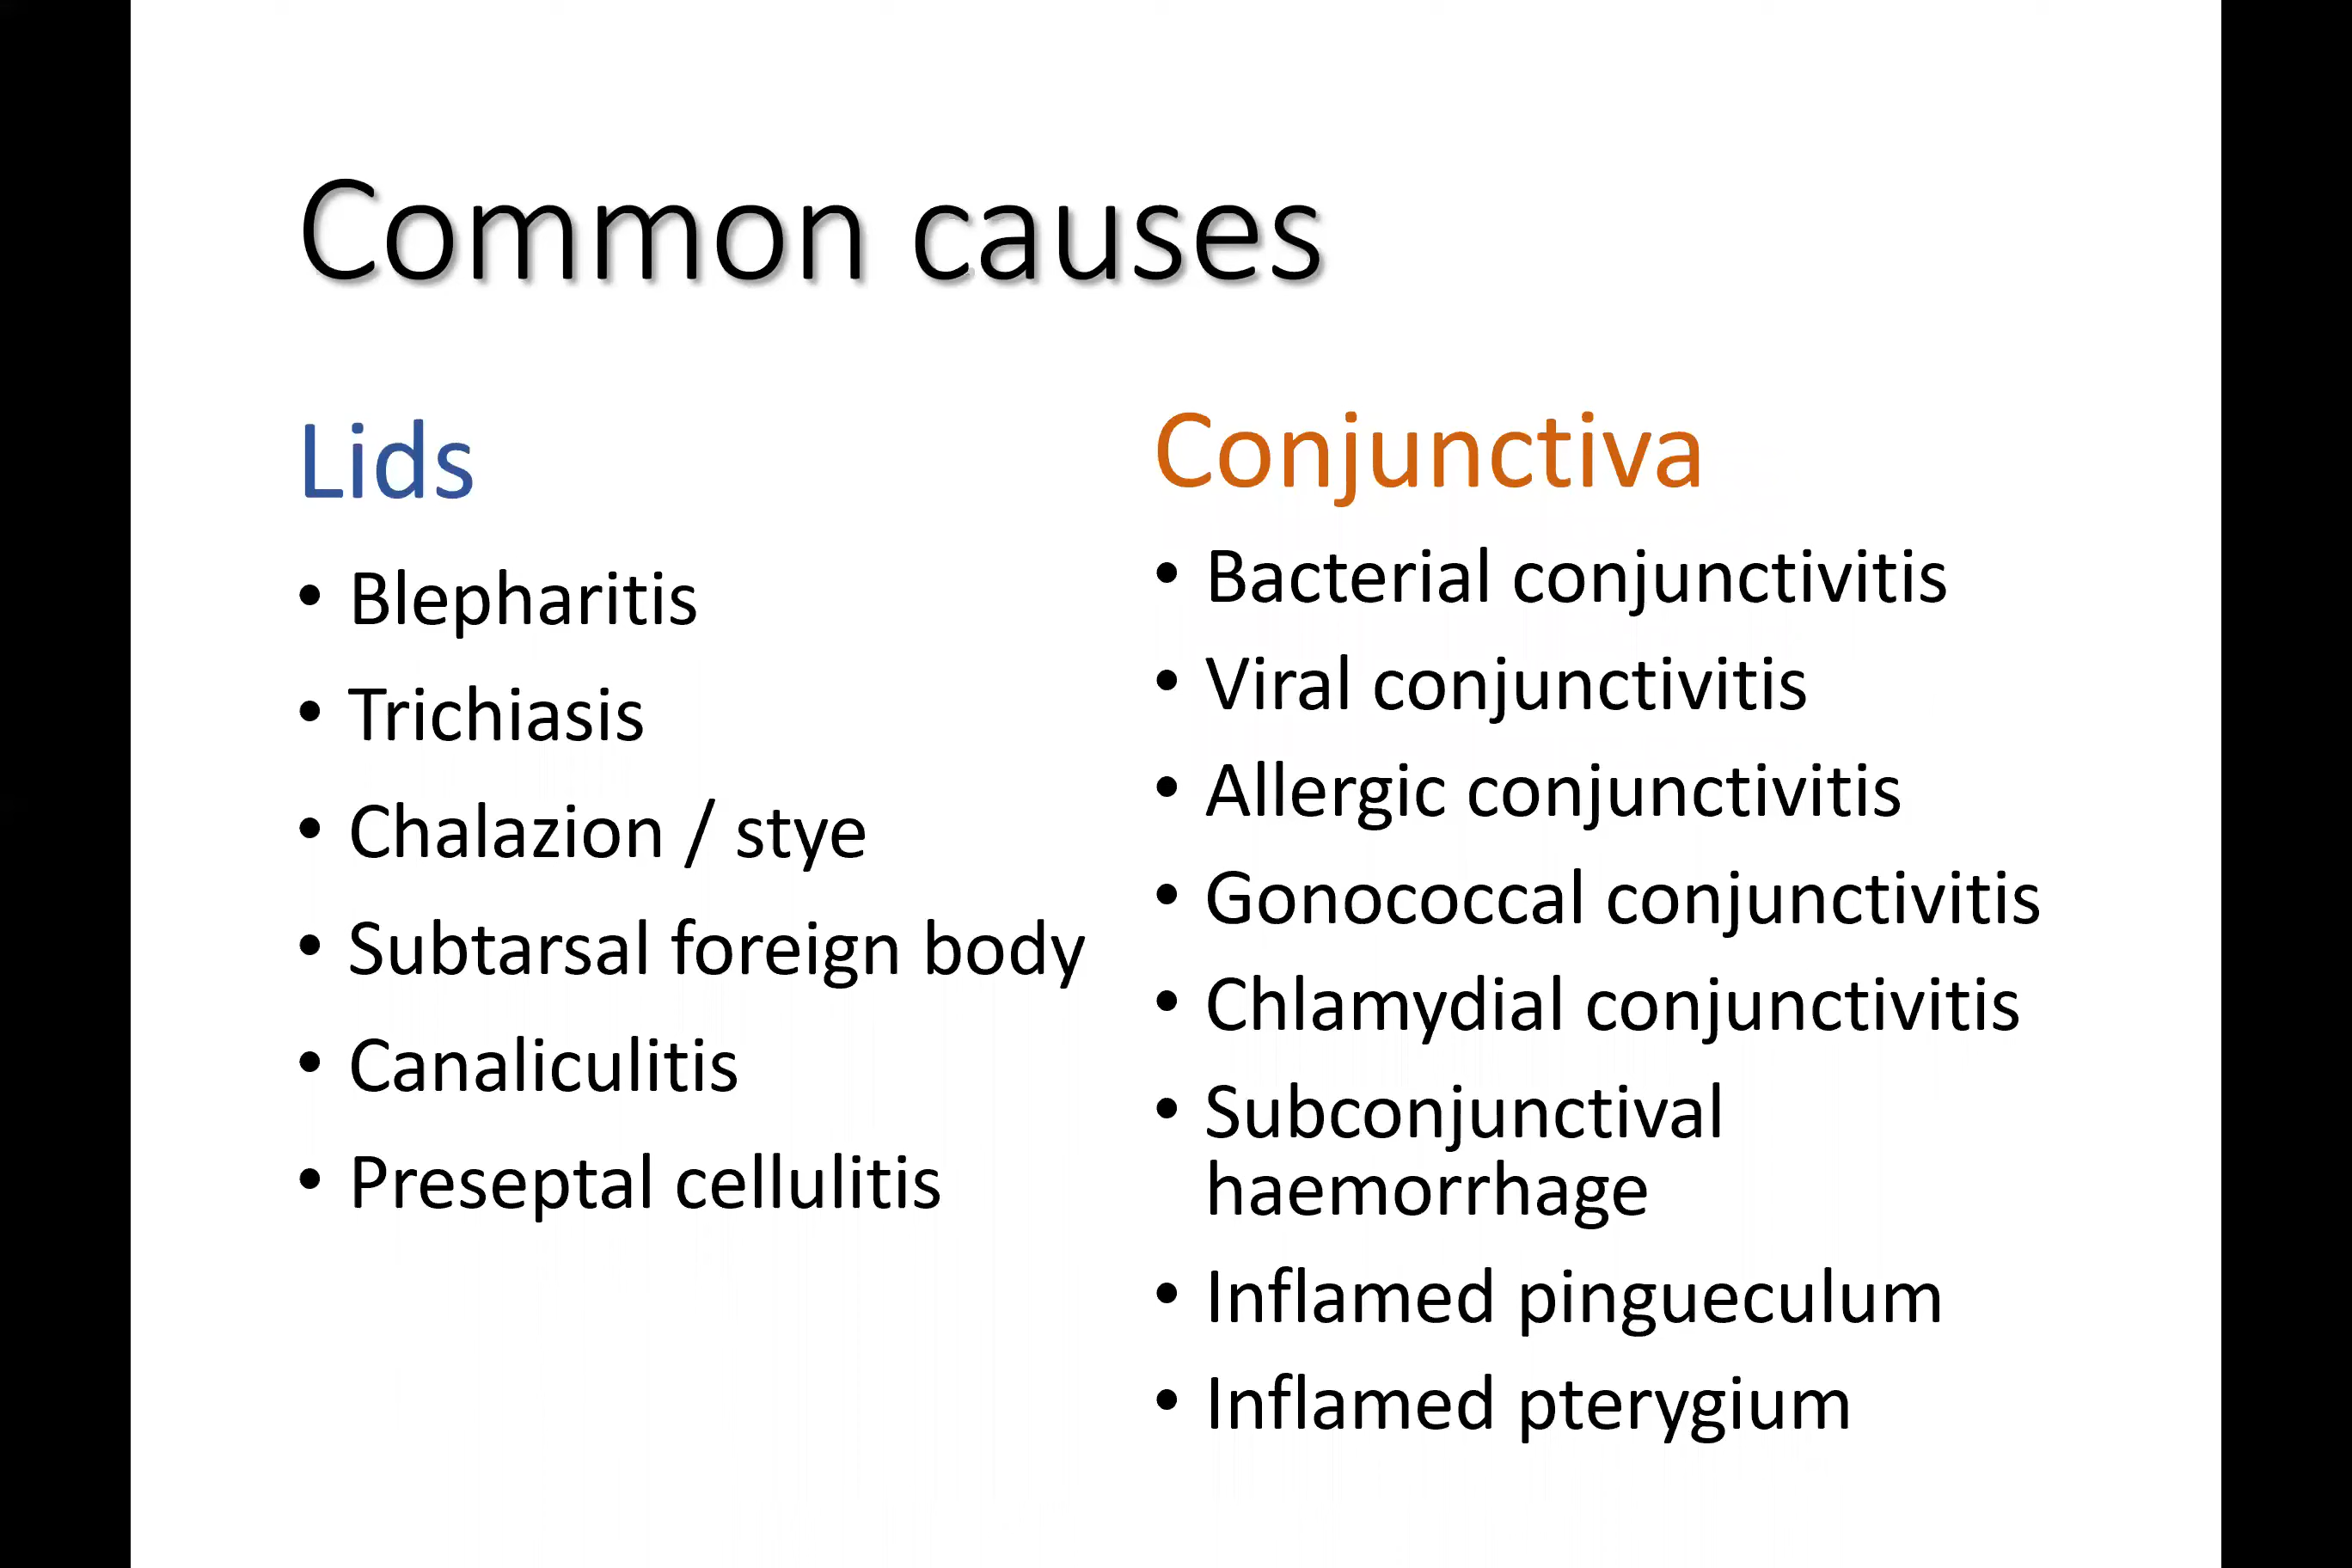 Common causes
Lids
• Blepharitis
• Trichiasis
• Chalazion / stye
• Subtarsal foreign body
• Canaliculitis
• Preseptal cellulitis
Conjunctiva
• Bacterial conjunctivitis
• Viral conjunctivitis
• Allergic conjunctivitis
• Gonococcal conjunctivitis
• Chlamydial conjunctivitis
• Subconjunctival
haemorrhage
• Inflamed pingueculum
• Inflamed pterygium